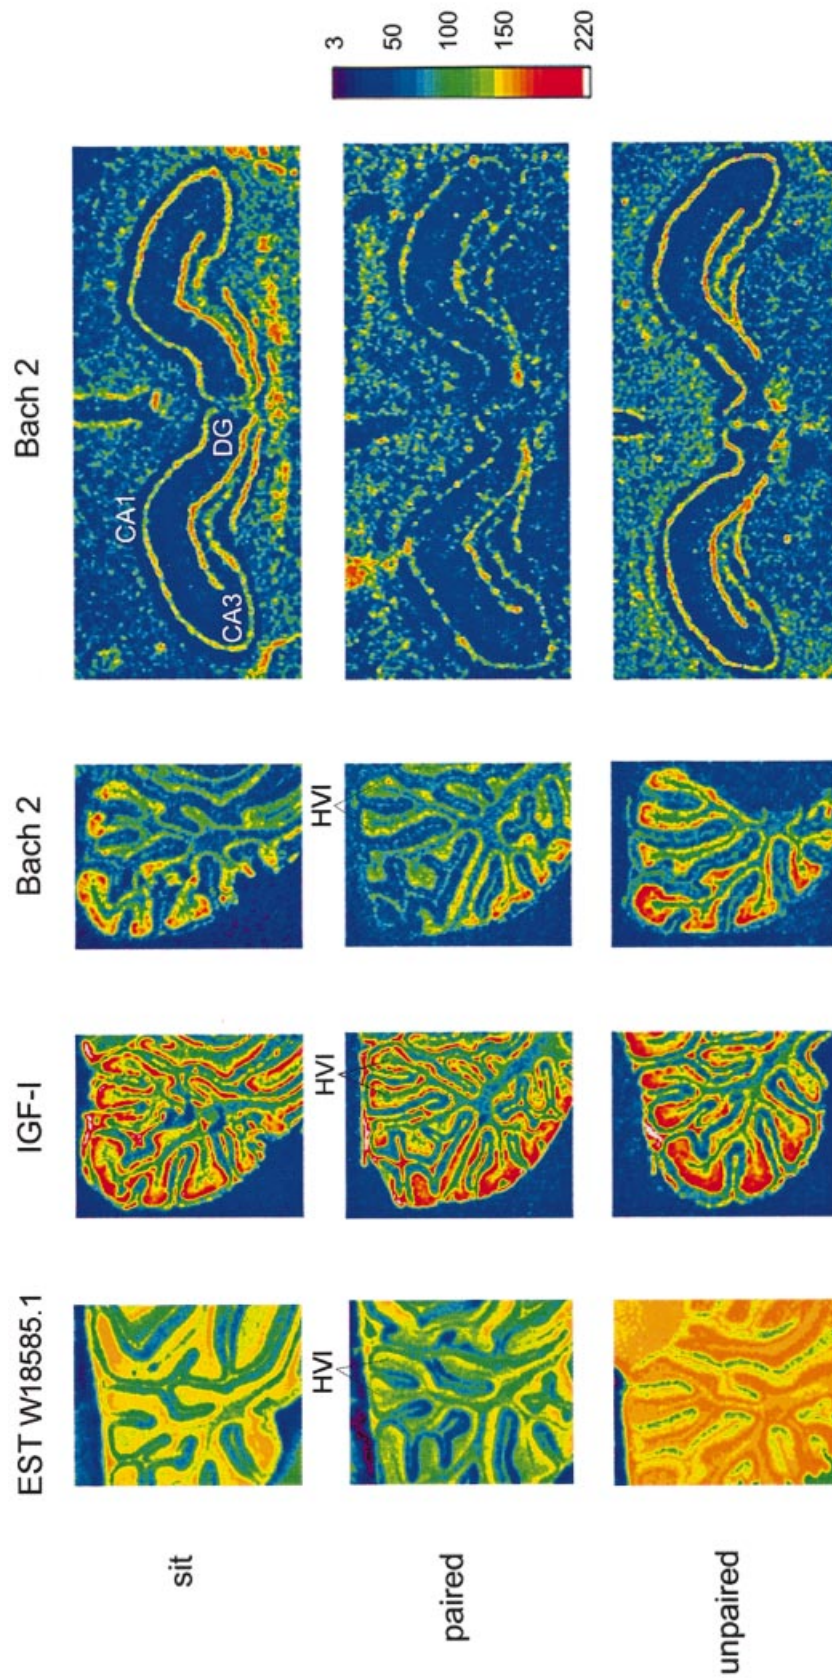 EST W18585.1
IGF-I
Bach 2
Bach 2
sit
CA1
DG
CA3
3
50
100
150
220
paired
HVI
HVI
HVI
unpaired